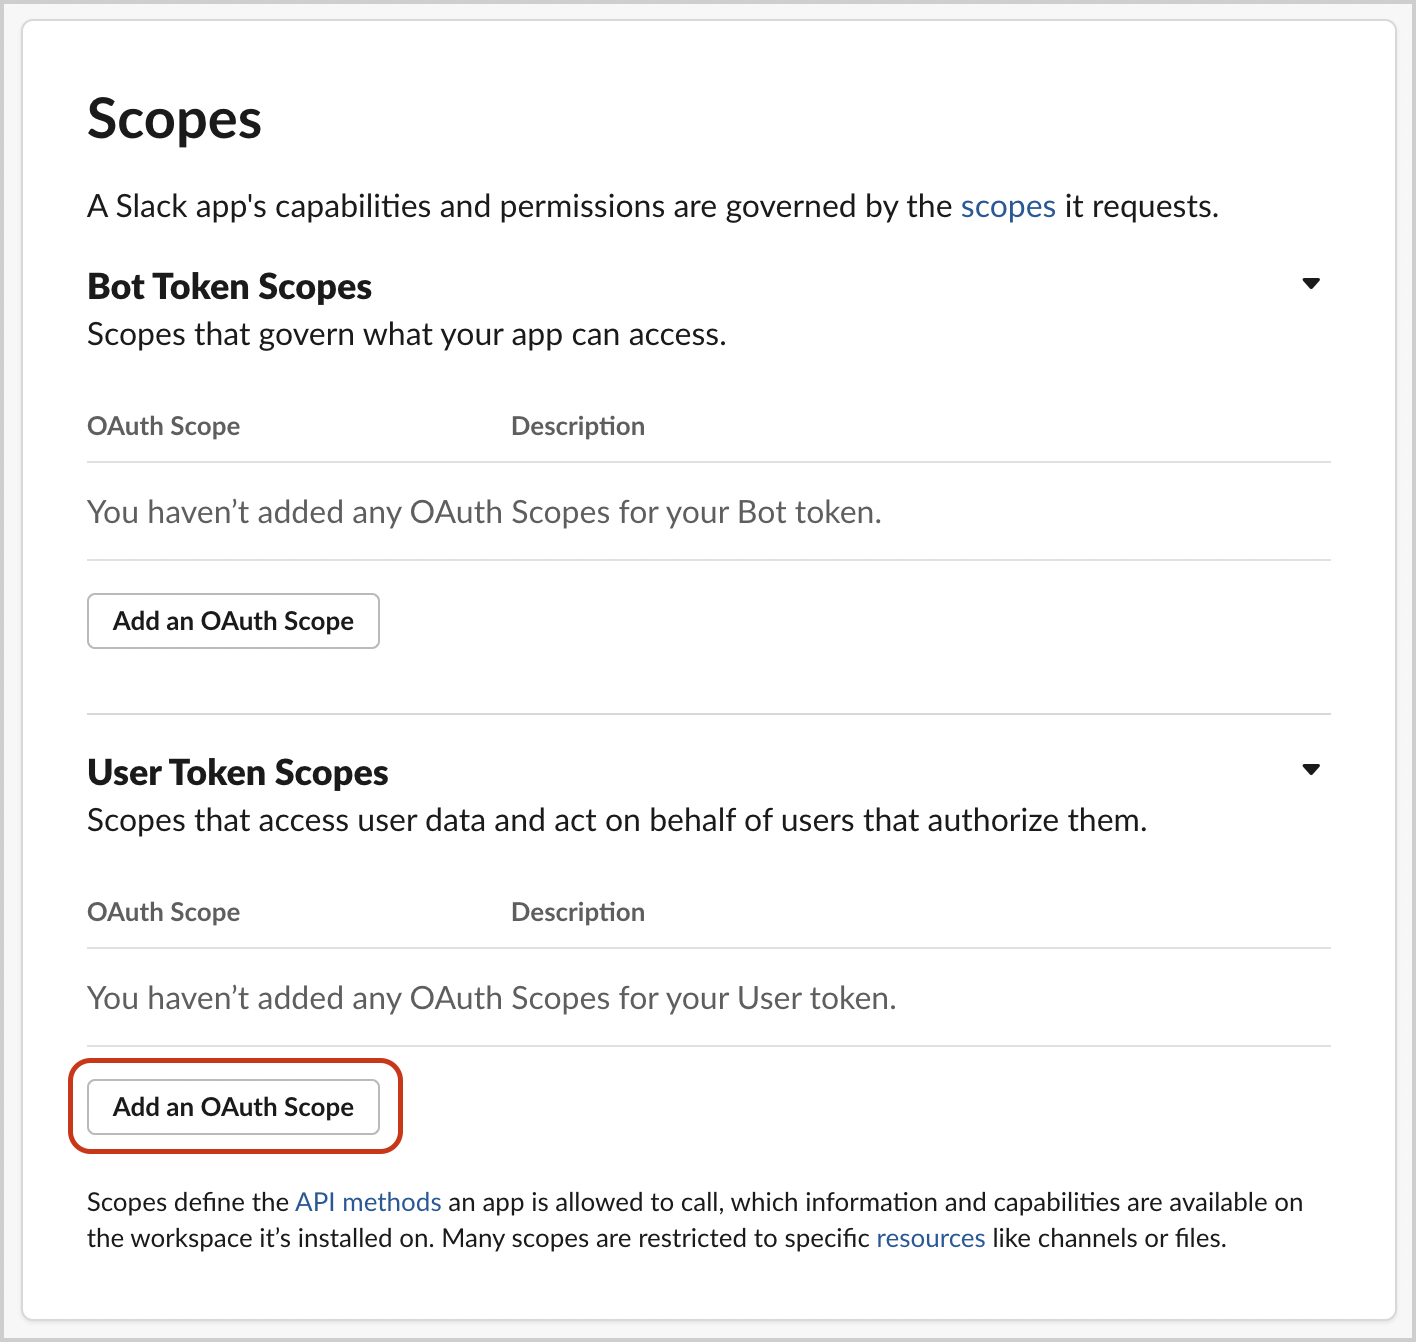 Scopes
A Slack app's capabilities and permissions are governed by the scopes it requests.
Bot Token Scopes
Scopes that govern what your app can access.
OAuth Scope Description
You haven’t added any OAuth Scopes for your Bot token.
Add an OAuth Scope
User Token Scopes
Scopes that access user data and act on behalf of users that authorize them.
OAuth Scope Description
You haven’t added any OAuth Scopes for your User token.
Add an OAuth Scope
Scopes define the API methods an app is allowed to call, which information and capabilities are available on
the workspace it’s installed on. Many scopes are restricted to specific resources like channels or files.